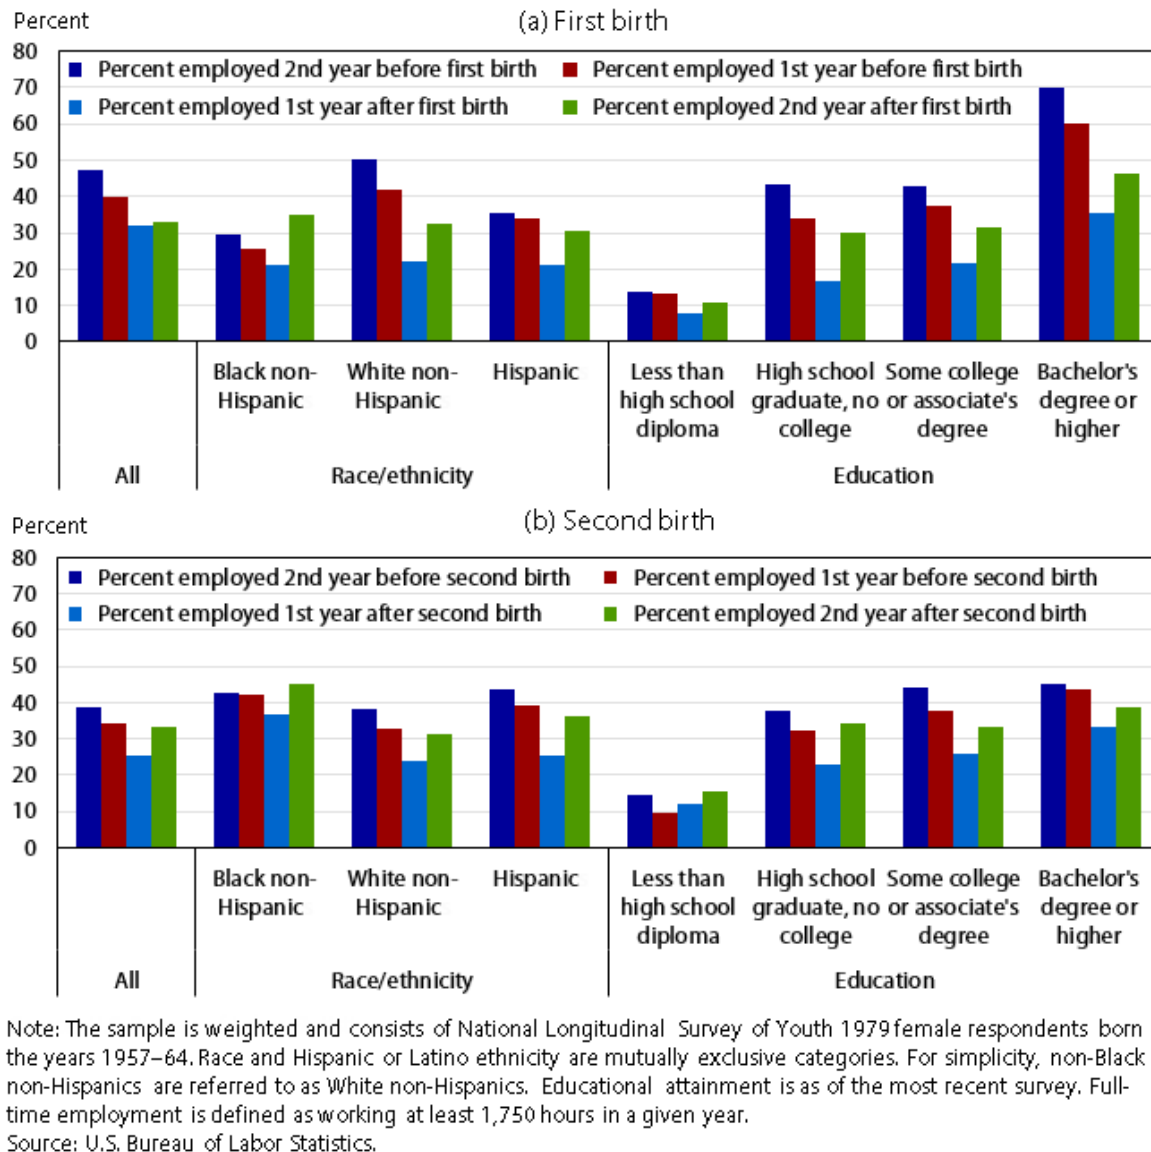 Percent
(a) First birth
80
Percent employed 2nd year before first birth
Percent employed 1st year before first birth
70
Percent employed 1st year after first birth
Percent employed 2nd year after first birth
60
50
40
30
20
10
0
Black non-
Hispanic
White non-
Hispanic
Hispanic
Less than
high school
diploma
High school
graduate, no
college
Some college
or associate's
degree
Bachelor's
degree or
higher
All
Race/ethnicity
Education
Percent
(b) Second birth
80
Percent employed 2nd year before second birth
Percent employed 1st year before second birth
70
Percent employed 1st year after second birth
Percent employed 2nd year after second birth
60
50
40
30
20
10
0
Black non-
Hispanic
White non-
Hispanic
Hispanic
Less than
high school
diploma
High school
graduate, no
college
Some college
or associate's
degree
Bachelor's
degree or
higher
All
Race/ethnicity
Education
Note: The sample is weighted and consists of National Longitudinal Survey of Youth 1979 female respondents born
the years 1957–64. Race and Hispanic or Latino ethnicity are mutually exclusive categories. For simplicity, non-Black
non-Hispanics are referred to as White non-Hispanics. Educational attainment is as of the most recent survey. Full-
time employment is defined as working at least 1,750 hours in a given year.
Source: U.S. Bureau of Labor Statistics.